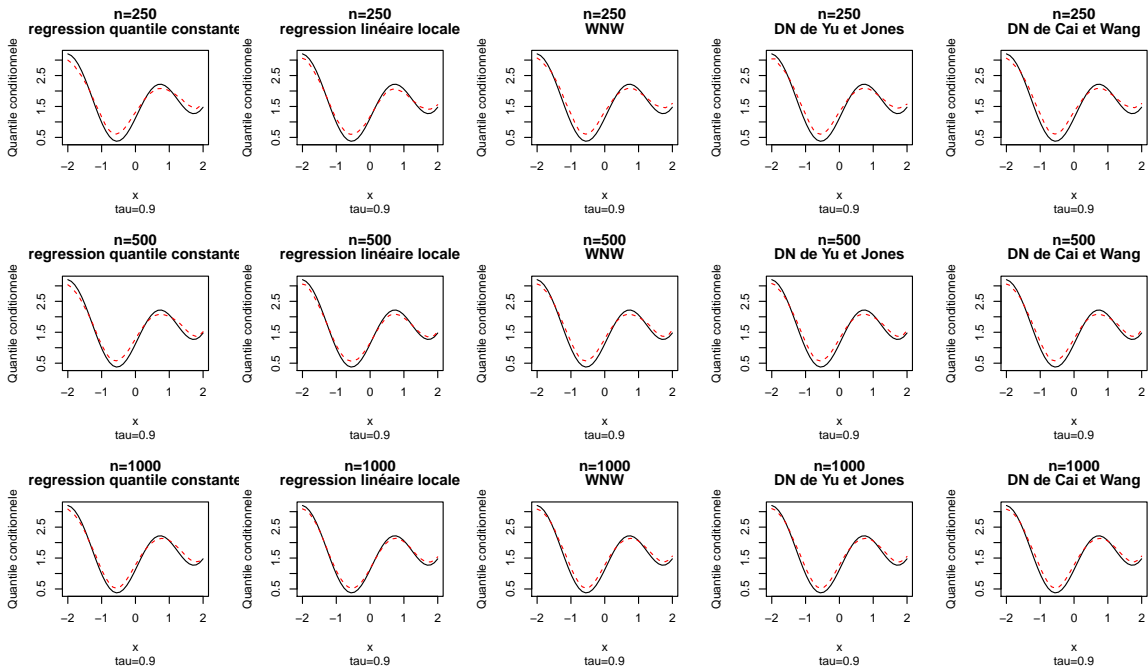 n=250
regression quantile constante
Quantile conditionnele
0.5 1.5 2.5
−2 −1 0 1 2
x
tau=0.9
n=250
regression linéaire locale
Quantile conditionnele
0.5 1.5 2.5
−2 −1 0 1 2
x
tau=0.9
n=250
WNW
Quantile conditionnele
0.5 1.5 2.5
−2 −1 0 1 2
x
tau=0.9
n=250
DN de Yu et Jones
Quantile conditionnele
0.5 1.5 2.5
−2 −1 0 1 2
x
tau=0.9
n=250
DN de Cai et Wang
Quantile conditionnele
0.5 1.5 2.5
−2 −1 0 1 2
x
tau=0.9
n=500
regression quantile constante
Quantile conditionnele
0.5 1.5 2.5
−2 −1 0 1 2
x
tau=0.9
n=500
regression linéaire locale
Quantile conditionnele
0.5 1.5 2.5
−2 −1 0 1 2
x
tau=0.9
n=500
WNW
Quantile conditionnele
0.5 1.5 2.5
−2 −1 0 1 2
x
tau=0.9
n=500
DN de Yu et Jones
Quantile conditionnele
0.5 1.5 2.5
−2 −1 0 1 2
x
tau=0.9
n=500
DN de Cai et Wang
Quantile conditionnele
0.5 1.5 2.5
−2 −1 0 1 2
x
tau=0.9
n=1000
regression quantile constante
Quantile conditionnele
0.5 1.5 2.5
−2 −1 0 1 2
x
tau=0.9
n=1000
regression linéaire locale
Quantile conditionnele
0.5 1.5 2.5
−2 −1 0 1 2
x
tau=0.9
n=1000
WNW
Quantile conditionnele
0.5 1.5 2.5
−2 −1 0 1 2
x
tau=0.9
n=1000
DN de Yu et Jones
Quantile conditionnele
0.5 1.5 2.5
−2 −1 0 1 2
x
tau=0.9
n=1000
DN de Cai et Wang
Quantile conditionnele
0.5 1.5 2.5
−2 −1 0 1 2
x
tau=0.9